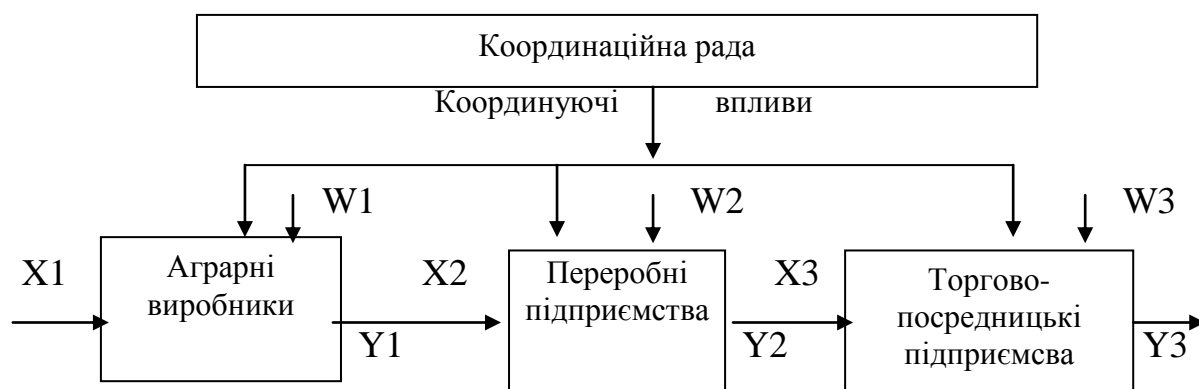 Координаційна рада
Координуючі впливи
W1
W2
W3
X1
Аграрні
виробники
X2
Y1
Переробні
підприємства
X3
Y2
Торгово-
посредницькі
підприємсва
Y3